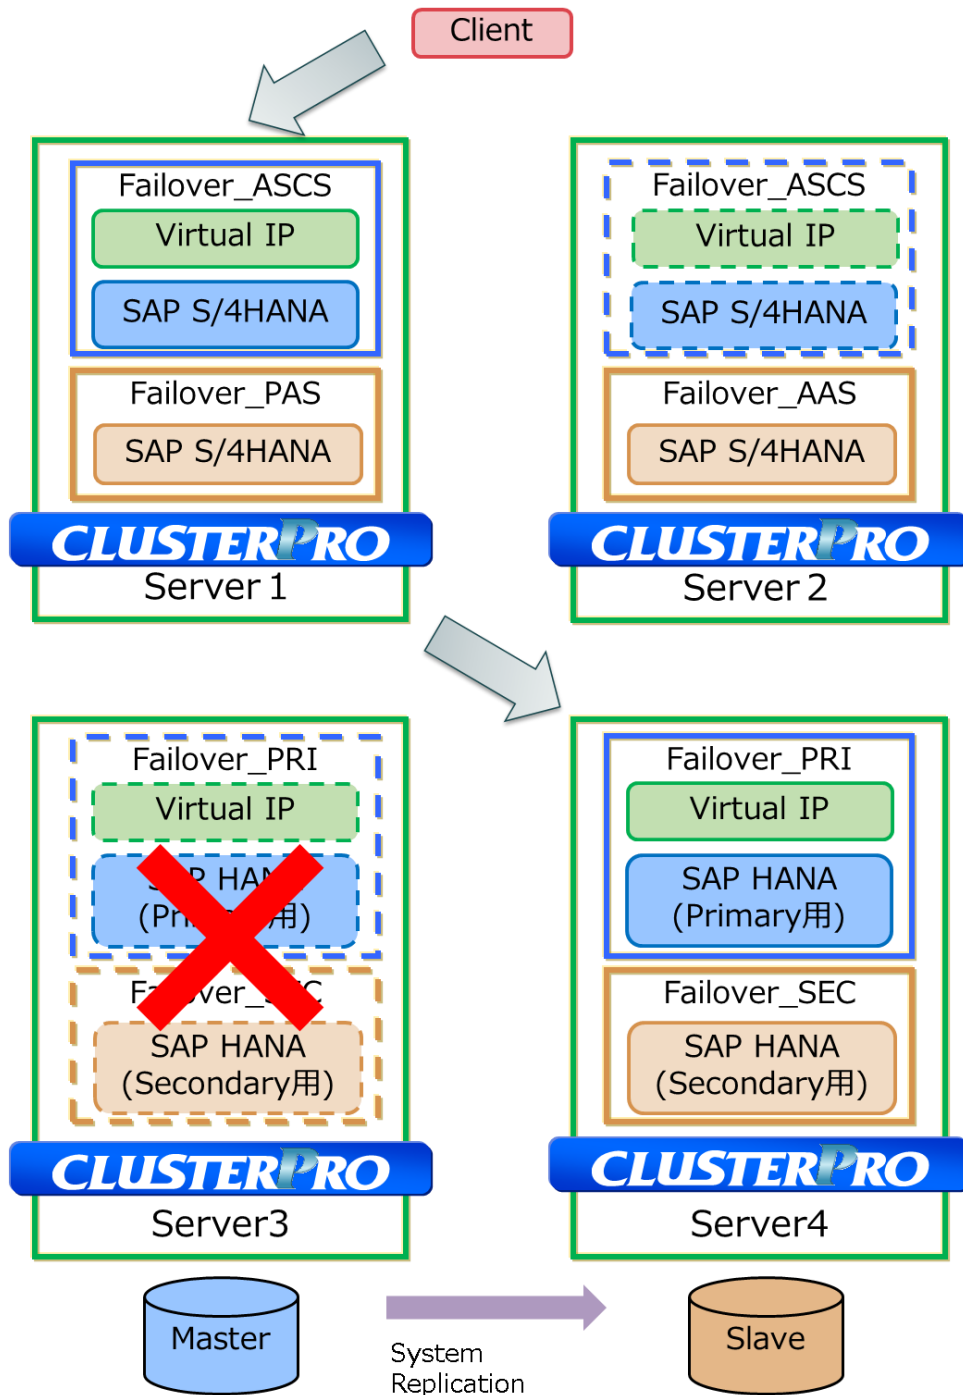 Client
Failover_ASCS
Virtual IP
SAP S/4HANA
Failover_PAS
SAP S/4HANA
CLUSTERPRO
Server 1
Failover_ASCS
Virtual IP
SAP S/4HANA
Failover_AAS
SAP S/4HANA
CLUSTERPRO
Server 2
Failover_PRI
Virtual IP
SAP HANA
(Primary用)
Failover_SEC
SAP HANA
(Secondary用)
CLUSTERPRO
Server3
Failover_PRI
Virtual IP
SAP HANA
(Primary用)
Failover_SEC
SAP HANA
(Secondary用)
CLUSTERPRO
Server4
Master
System
Replication
Slave